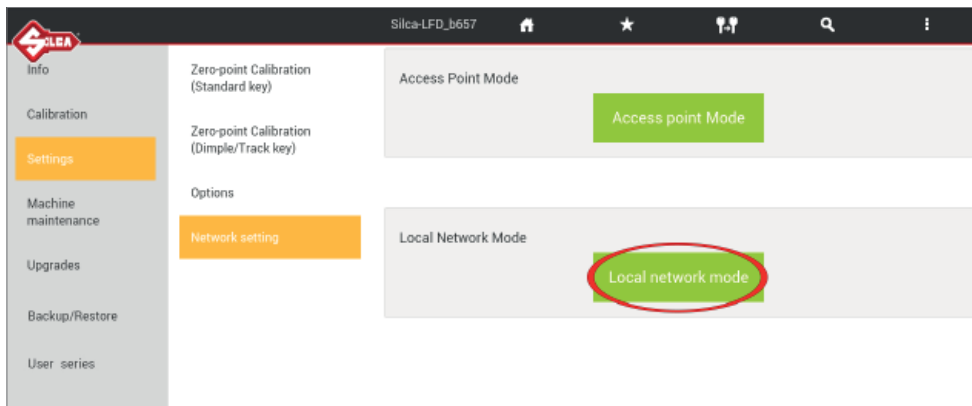 Silca-LFD_b657
SILCA
Info
Calibration
Settings
Machine
maintenance
Upgrades
Backup/Restore
User series
Zero-point Calibration
(Standard key)
Zero-point Calibration
(Dimple/Track key)
Options
Network setting
Access Point Mode
Access point Mode
Local Network Mode
Local network mode